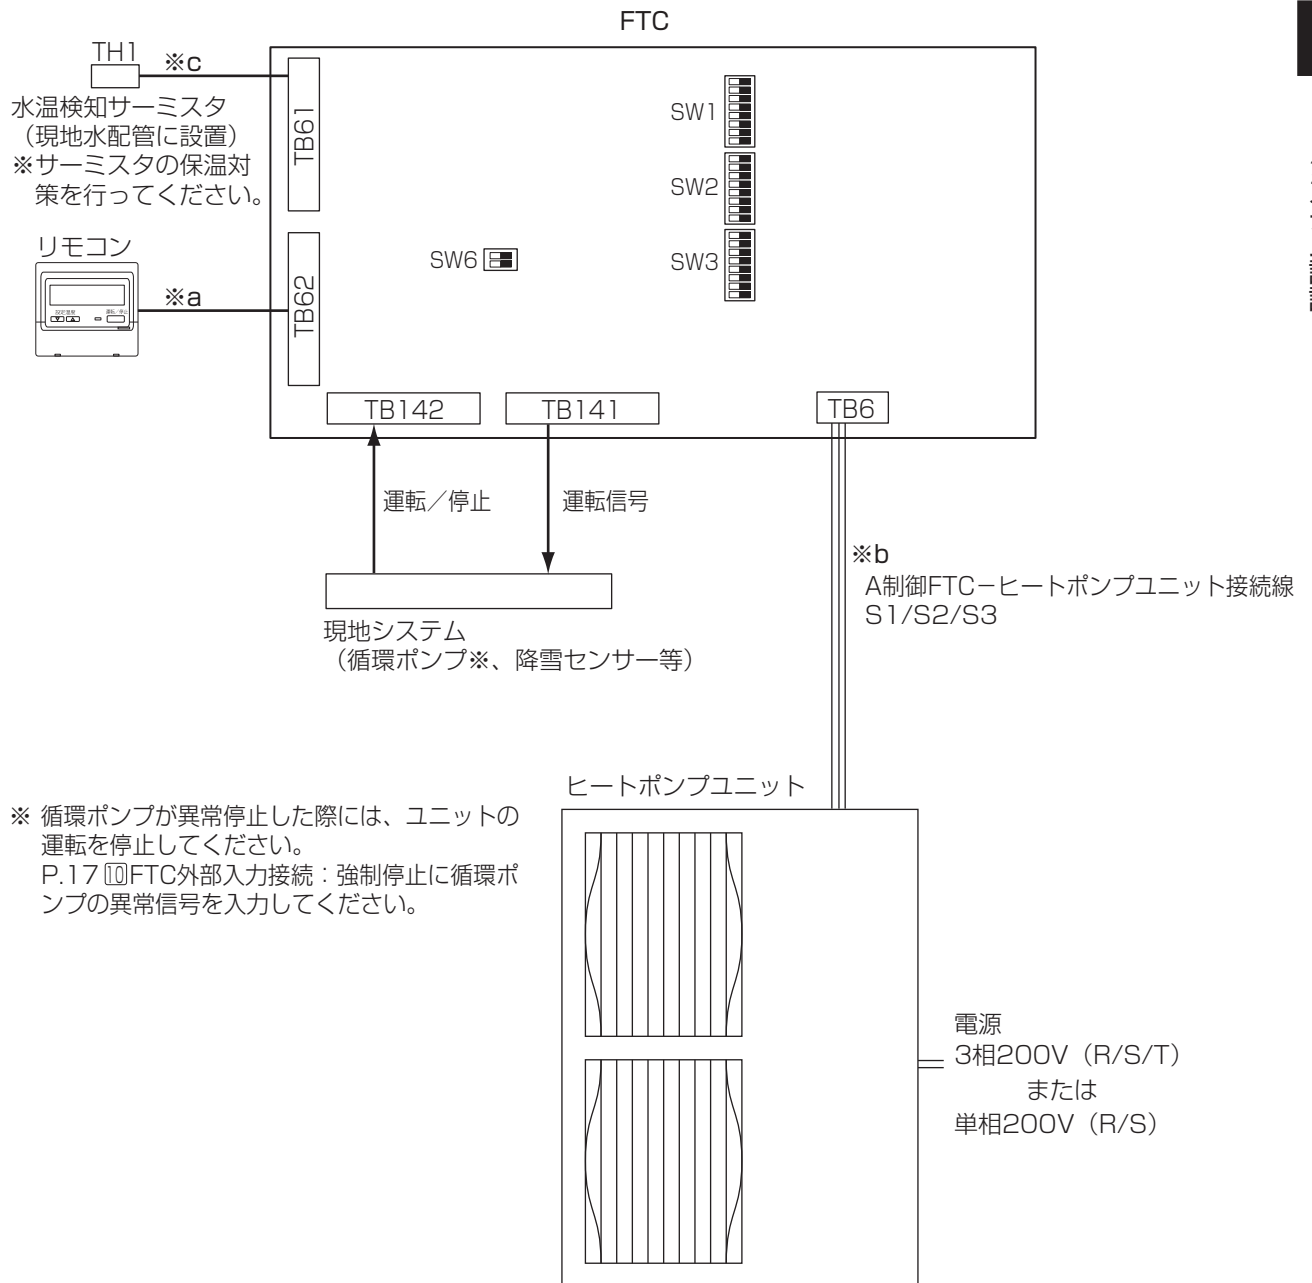 FTC
TH1
※c
水温検知サーミスタ
（現地水配管に設置）
※サーミスタの保温対
策を行ってください。
TB61
SW1
SW2
SW3
SW6
リモコン
設定温度
運転／停止
※a
TB62
TB142
TB141
TB6
運転／停止
運転信号
※b
A制御FTC−ヒートポンプユニット接続線
S1/S2/S3
現地システム
（循環ポンプ※、降雪センサー等）
ヒートポンプユニット
※ 循環ポンプが異常停止した際には、ユニットの
運転を停止してください。
P.17 ⑩FTC外部入力接続：強制停止に循環ポ
ンプの異常信号を入力してください。
電源
3相200V（R/S/T）
または
単相200V（R/S）